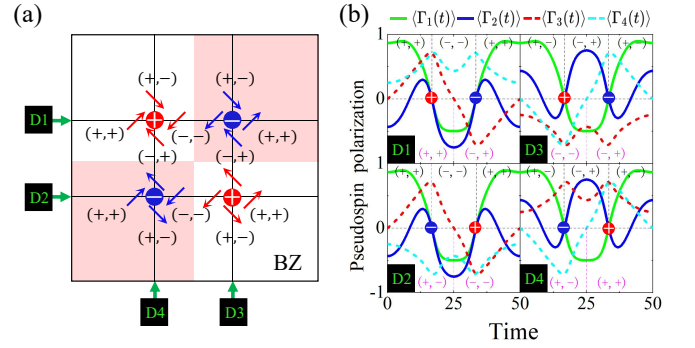 (a)
(+,−) (−,+)
D1
(+,+) (−,−) (+,+)
(−,+) (+,−)
D2
(+,+) (−,−) (+,+)
(+,−) (+,−)
BZ
D4 D3
(b) ⟨Γ₁(t)⟩ ⟨Γ₂(t)⟩ ⟨Γ₃(t)⟩ ⟨Γ₄(t)⟩
1
(+,+) (−,−) (+,+) (+,−) (−,+) (+,−)
0
D1 (+,+) (−,−) D3 (−,−) (−,+)
1
(+,+) (−,−) (+,+) (+,−) (−,+) (+,−)
0
D2 (+,−) (−,−) D4 (+,−) (+,+)
-1
0 25 50 0 25 50
Pseudospin polarization
Time